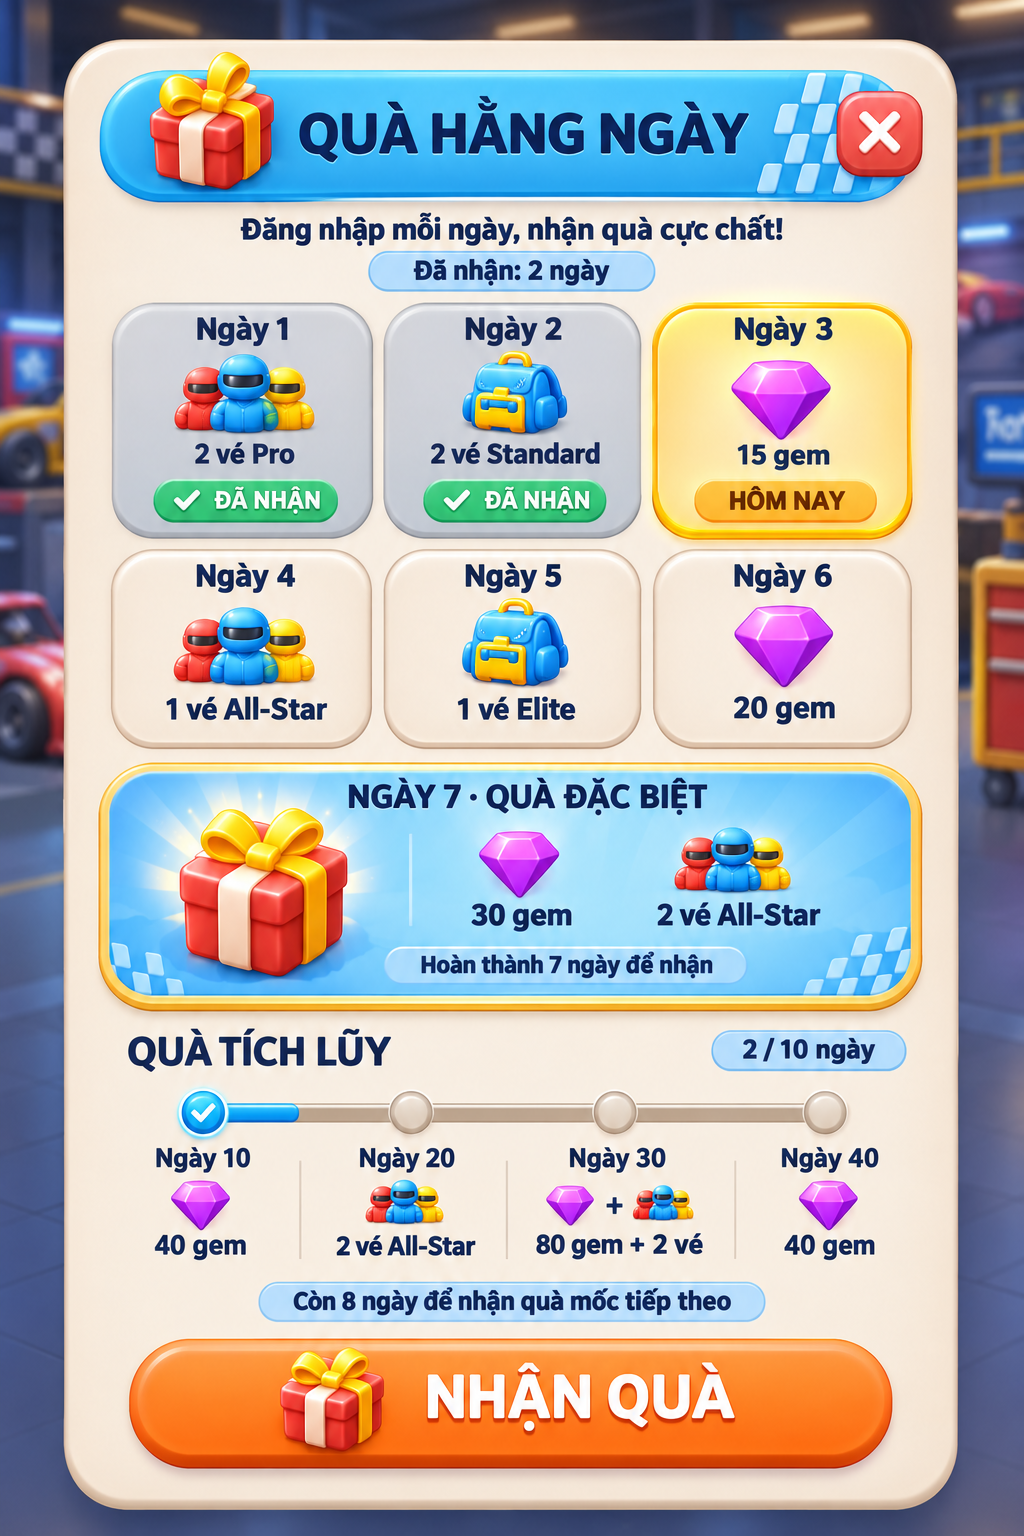 QUÀ HẰNG NGÀY
Đăng nhập mỗi ngày, nhận quà cực chất!
Đã nhận: 2 ngày
Ngày 1
2 vé Pro
ĐÃ NHẬN
Ngày 2
2 vé Standard
ĐÃ NHẬN
Ngày 3
15 gem
HÔM NAY
Ngày 4
1 vé All-Star
Ngày 5
1 vé Elite
Ngày 6
20 gem
NGÀY 7 · QUÀ ĐẶC BIỆT
30 gem
2 vé All-Star
Hoàn thành 7 ngày để nhận
QUÀ TÍCH LŨY
2 / 10 ngày
Ngày 10
40 gem
Ngày 20
2 vé All-Star
Ngày 30
+
80 gem + 2 vé
Ngày 40
40 gem
Còn 8 ngày để nhận quà mốc tiếp theo
NHẬN QUÀ